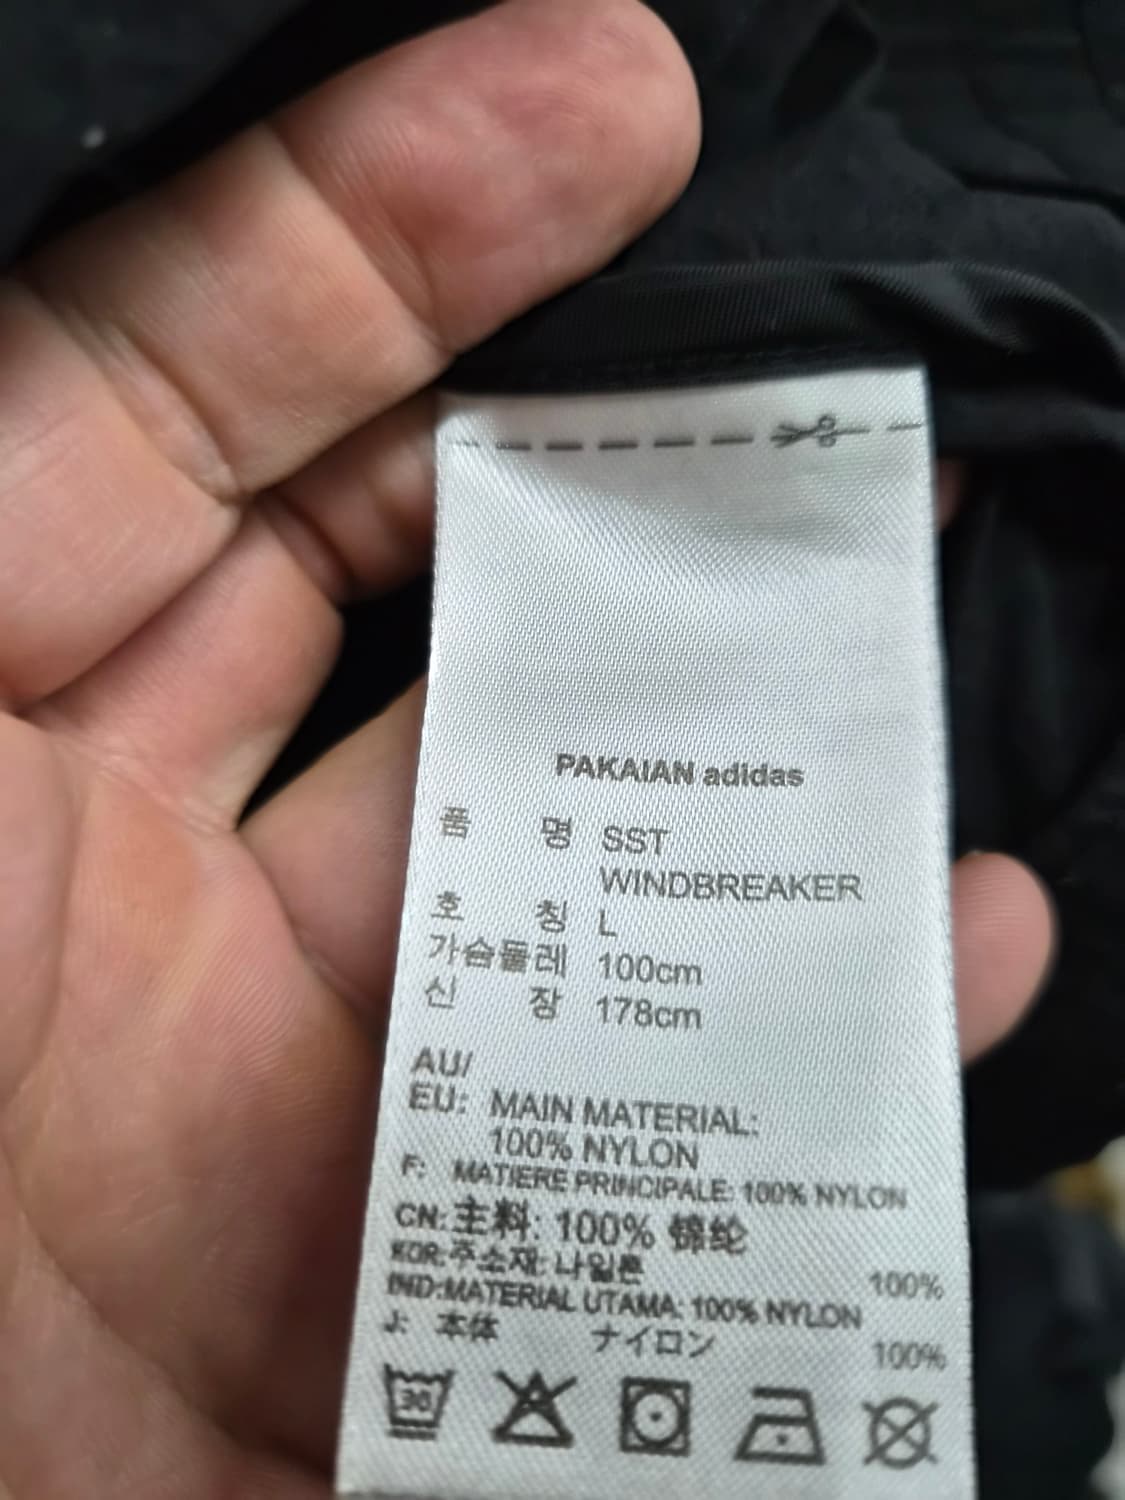 PAKAIAN adidas
품 명 SST
WINDBREAKER
호 칭 L
가슴둘레 100cm
신 장 178cm
AU/
EU: MAIN MATERIAL:
100% NYLON
F: MATIERE PRINCIPALE: 100% NYLON
CN: 主料: 100% 锦纶
KOR: 주소재: 나일론 100%
IND: MATERIAL UTAMA: 100% NYLON
J: 本体 ナイロン 100%
30